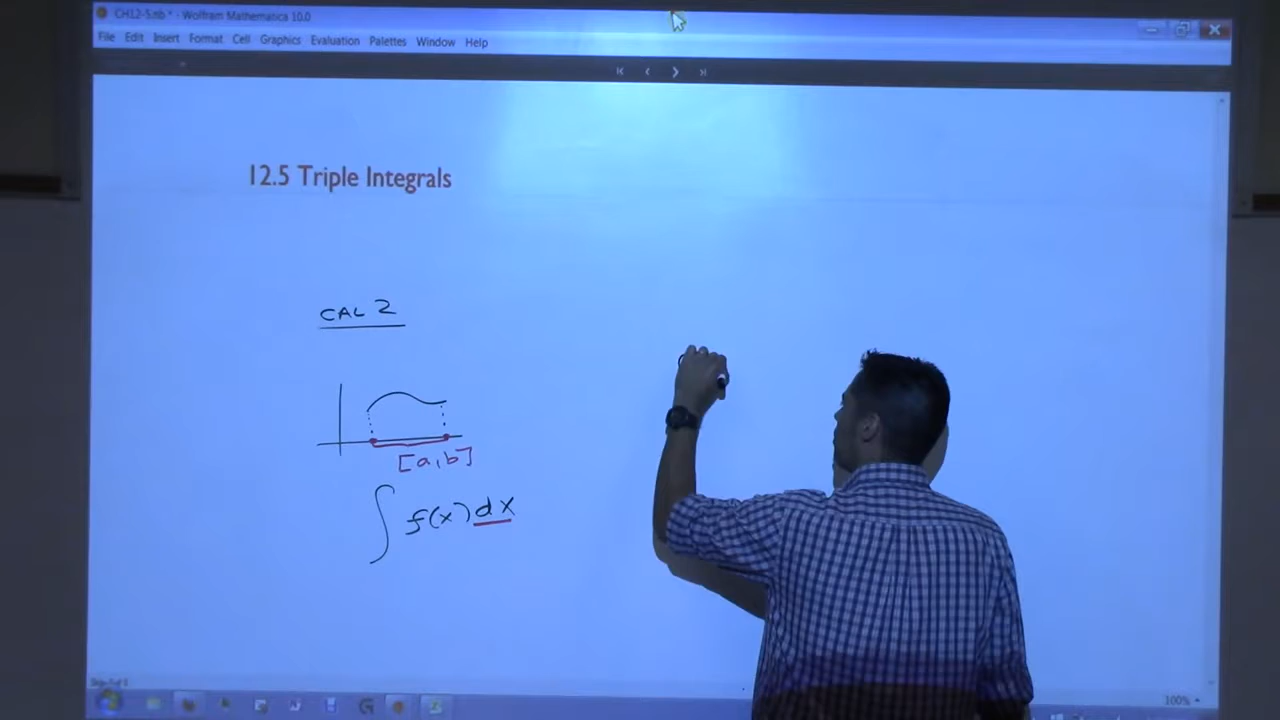 CH12-5.nb * - Wolfram Mathematica 10.0
File Edit Insert Format Cell Graphics Evaluation Palettes Window Help
12.5 Triple Integrals
CAL 2
[a,b]
∫ f(x) dx
100%